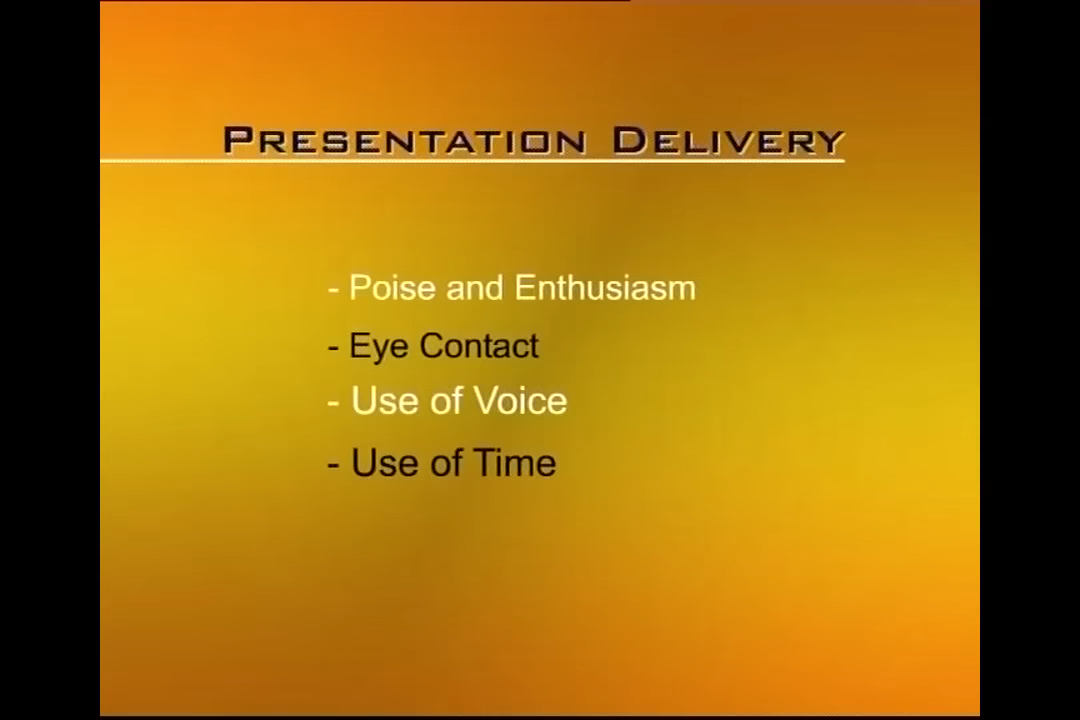 PRESENTATION DELIVERY
- Poise and Enthusiasm
- Eye Contact
- Use of Voice
- Use of Time